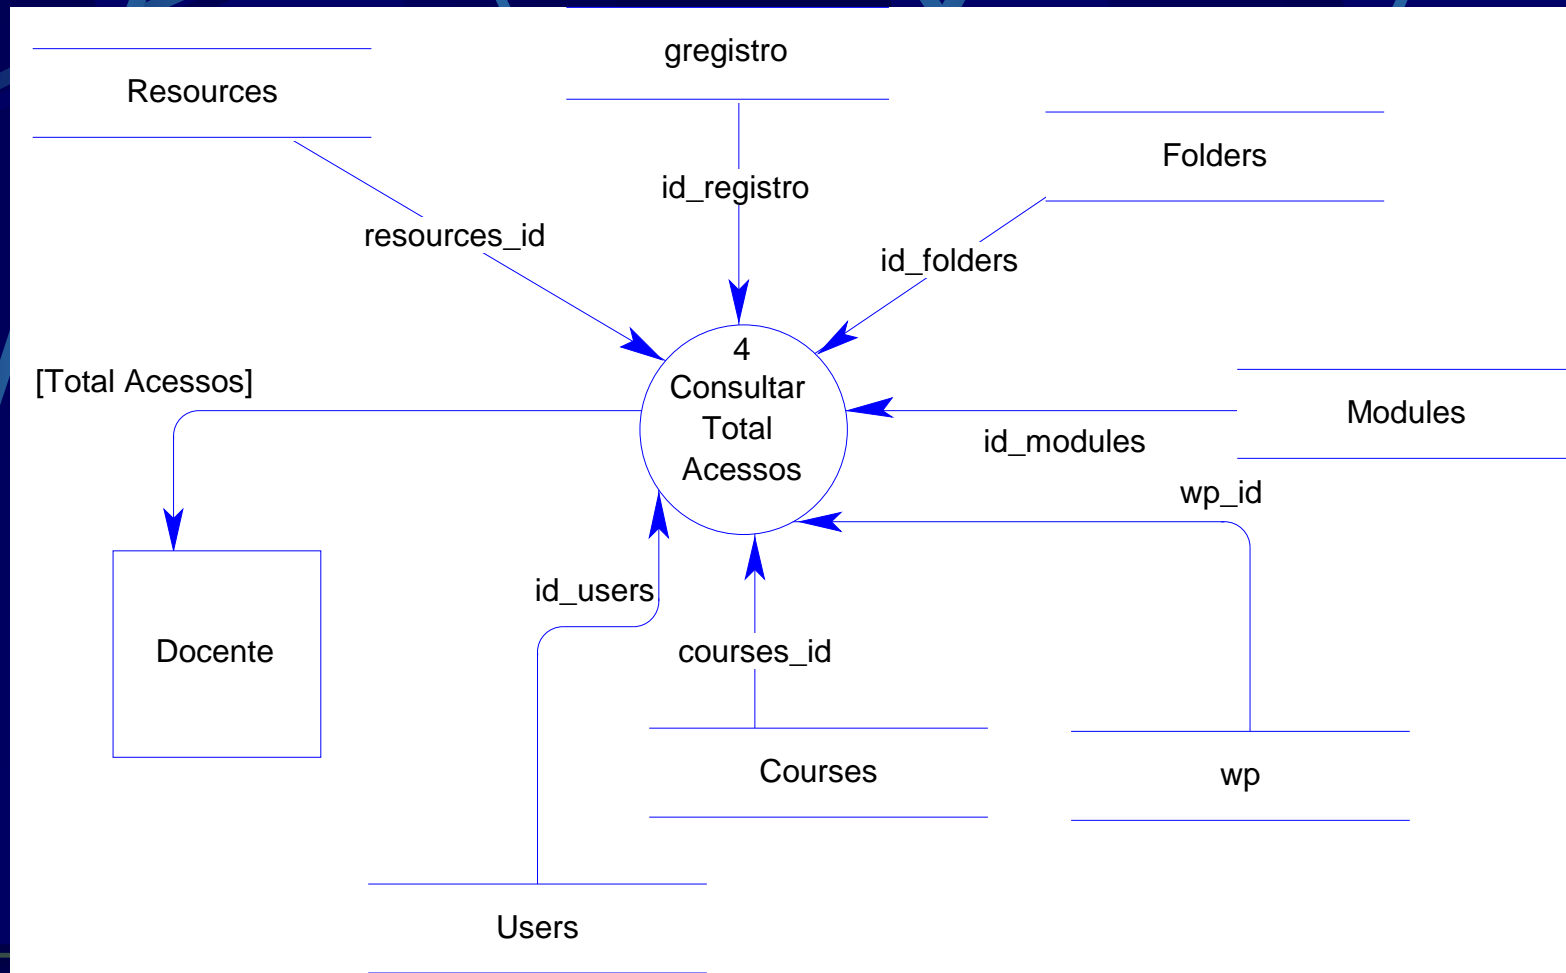 gregistro
Resources
Folders
id_registro
resources_id
id_folders
4
Consultar
Total
Acessos
[Total Acessos]
Modules
id_modules
wp_id
id_users
Docente
courses_id
Courses
wp
Users